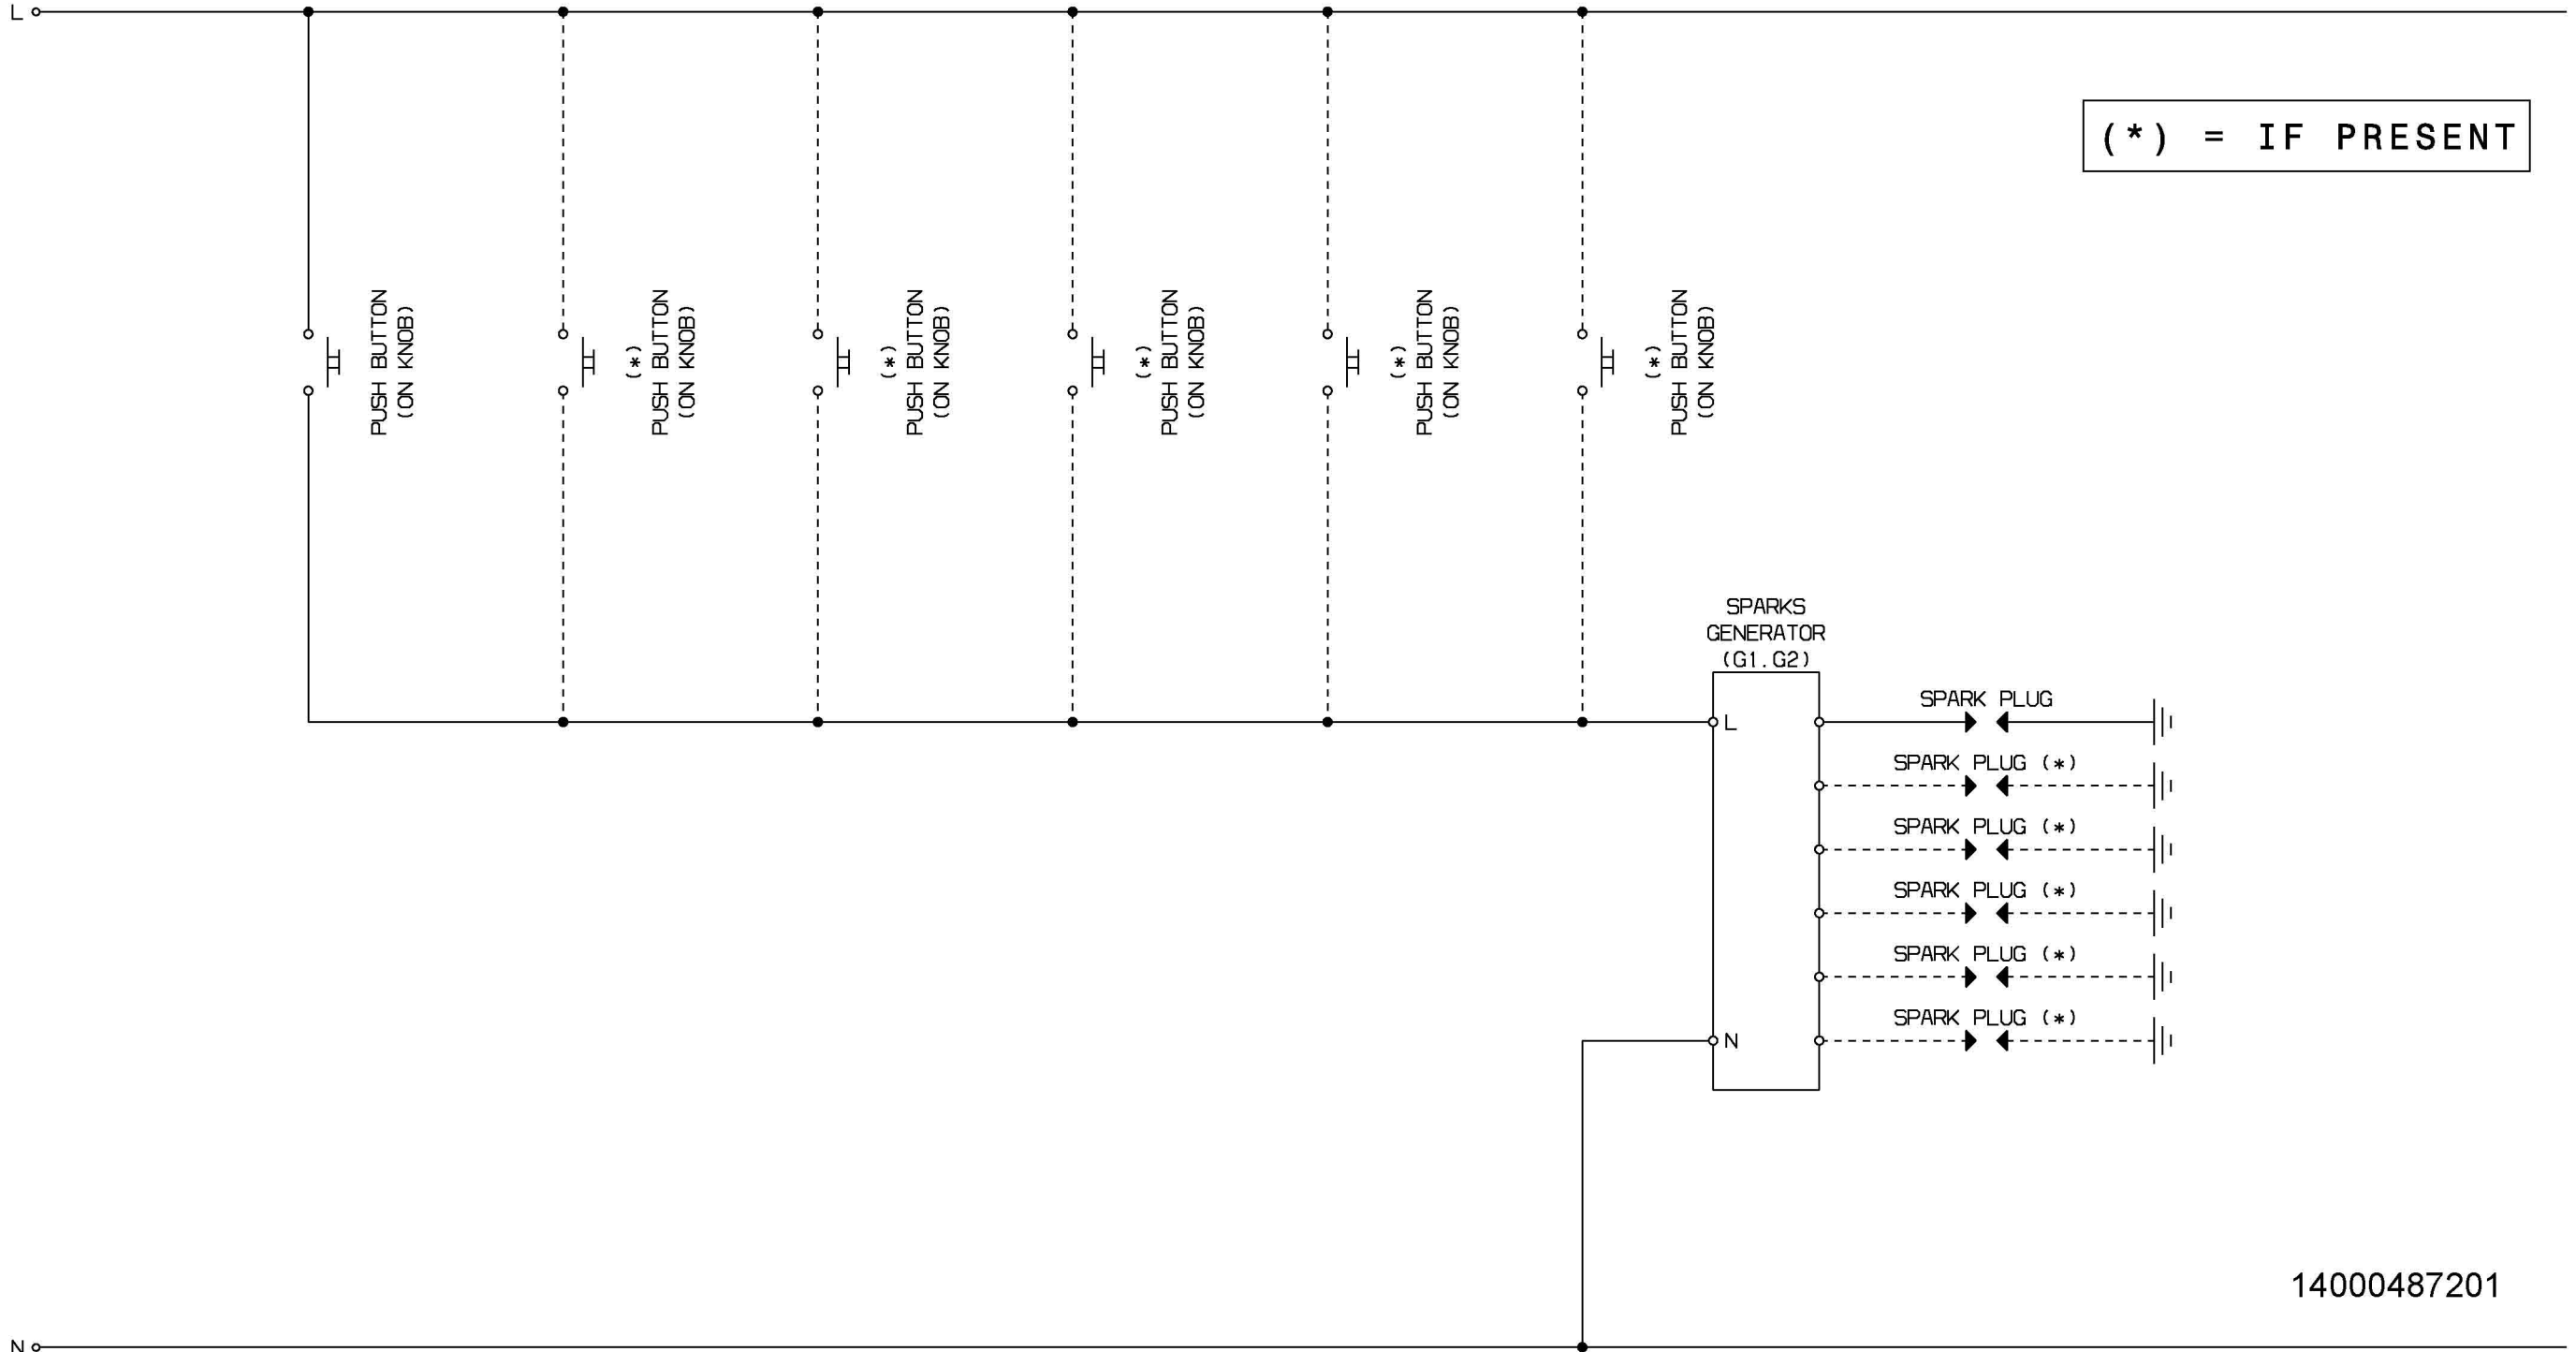 L
(*) = IF PRESENT
PUSH BUTTON
(ON KNOB)
(*)
PUSH BUTTON
(ON KNOB)
(*)
PUSH BUTTON
(ON KNOB)
(*)
PUSH BUTTON
(ON KNOB)
(*)
PUSH BUTTON
(ON KNOB)
(*)
PUSH BUTTON
(ON KNOB)
SPARKS
GENERATOR
(G1.G2)
L
SPARK PLUG
SPARK PLUG (*)
SPARK PLUG (*)
SPARK PLUG (*)
SPARK PLUG (*)
SPARK PLUG (*)
N
14000487201
N